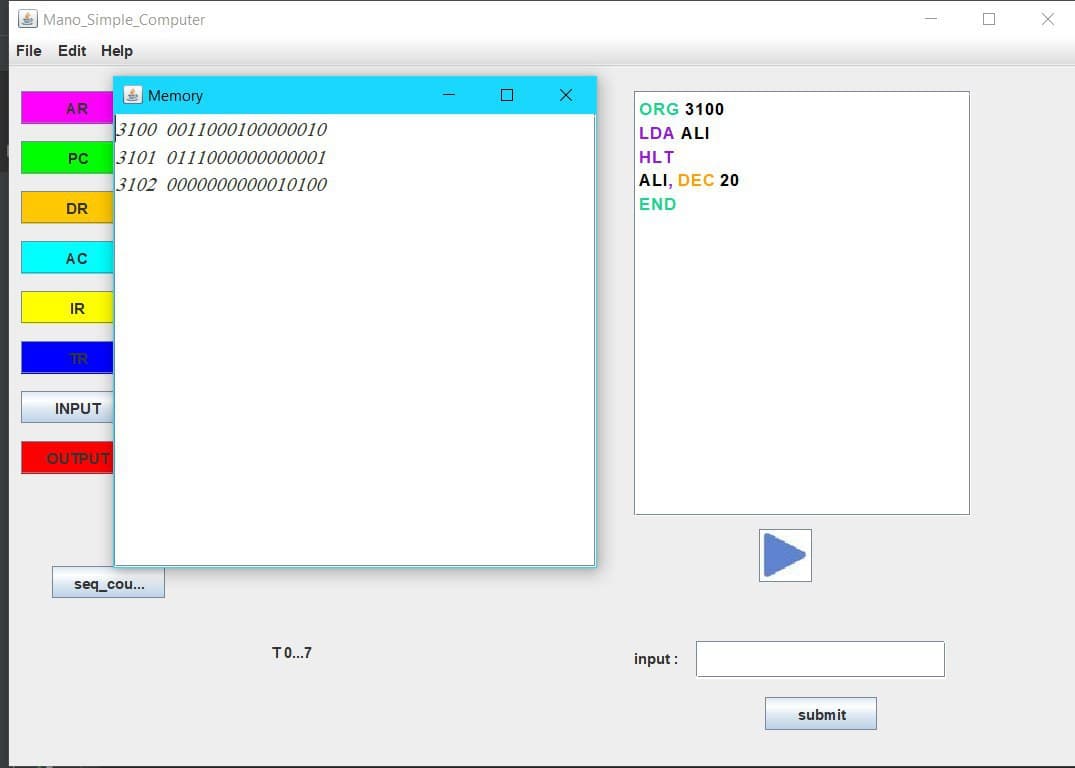 Mano_Simple_Computer
File Edit Help
AR
PC
DR
AC
IR
TR
INPUT
OUTPUT
Memory
3100 0011000100000010
3101 0111000000000001
3102 0000000000010100
ORG 3100
LDA ALI
HLT
ALI, DEC 20
END
seq_cou...
T 0...7
input :
submit